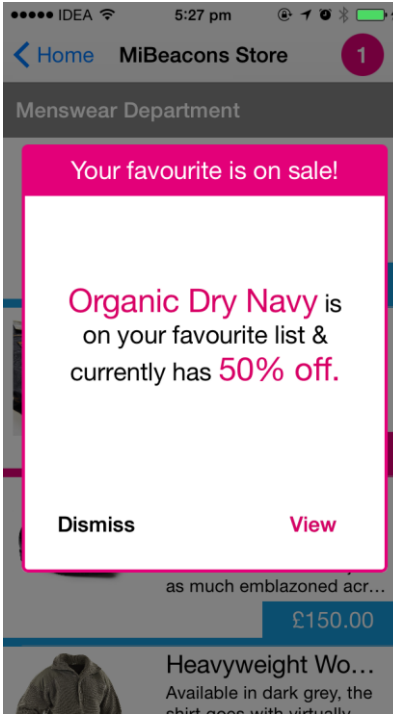 IDEA 5:27 pm
Home MiBeacons Store 1
Menswear Department
Your favourite is on sale!
Organic Dry Navy is
on your favourite list &
currently has 50% off.
Dismiss View
as much emblazoned acr...
£150.00
Heavyweight Wo...
Available in dark grey, the
shirt goes with virtually